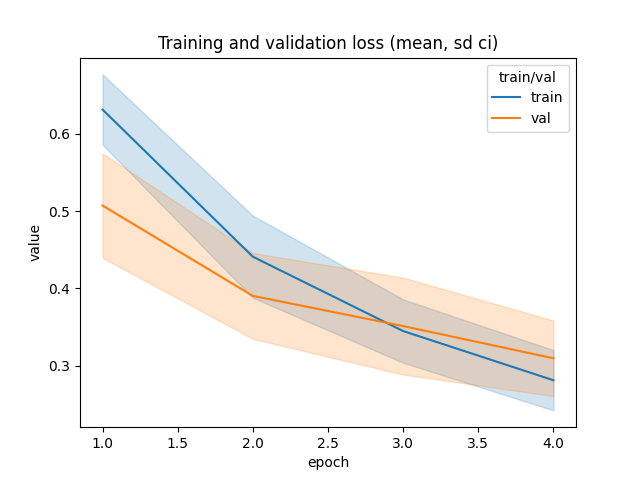 Training and validation loss (mean, sd ci)
train/val
train
val
value
0.6
0.5
0.4
0.3
1.0 1.5 2.0 2.5 3.0 3.5 4.0
epoch